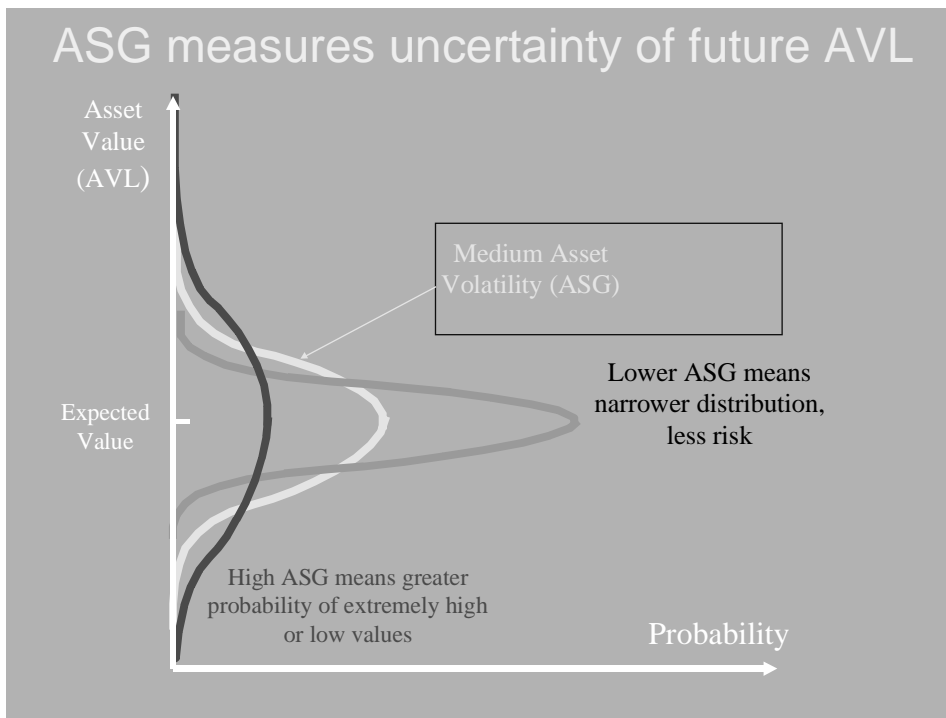 ASG measures uncertainty of future AVL
Asset
Value
(AVL)
Medium Asset
Volatility (ASG)
Lower ASG means
narrower distribution,
less risk
Expected
Value
High ASG means greater
probability of extremely high
or low values
Probability